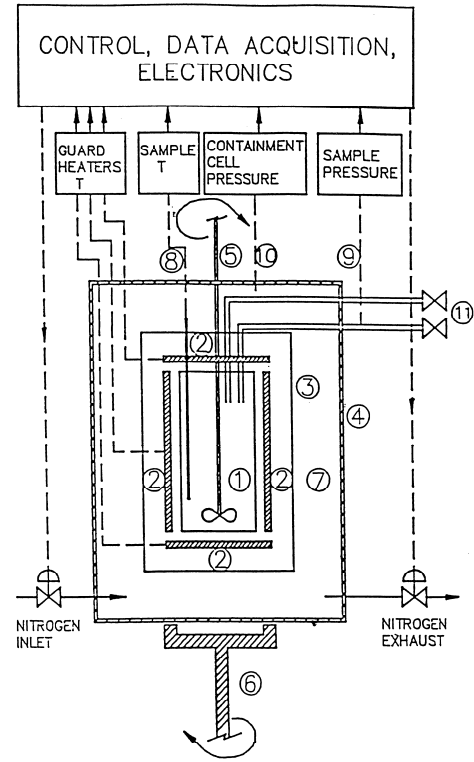 CONTROL, DATA ACQUISITION,
ELECTRONICS
GUARD
HEATERS
T
SAMPLE
T
CONTAINMENT
CELL
PRESSURE
SAMPLE
PRESSURE
8
5
10
9
11
2
3
4
1
2
2
7
2
NITROGEN
INLET
NITROGEN
EXHAUST
6